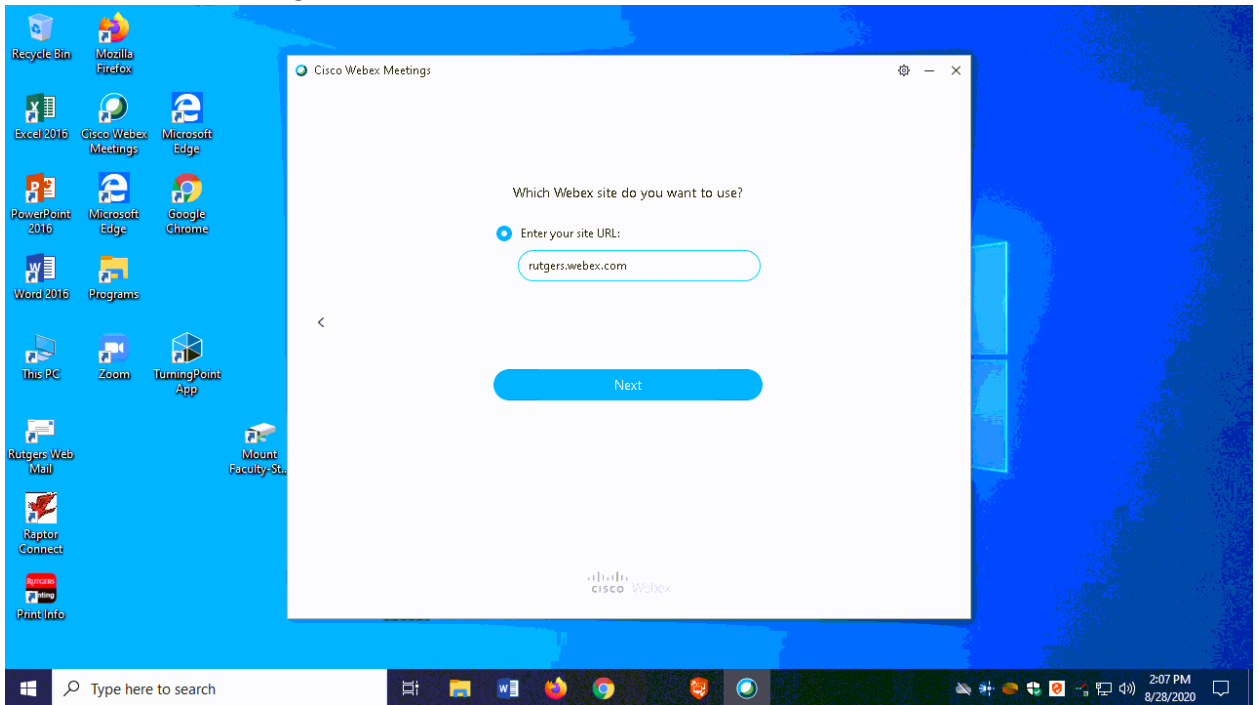 Recycle Bin
Mozilla
Firefox
Excel 2016
Cisco Webex
Meetings
Microsoft
Edge
PowerPoint
2016
Microsoft
Edge
Google
Chrome
Word 2016
Programs
This PC
Zoom
TurningPoint
App
Rutgers Web
Mail
Mount
Faculty-St...
Raptor
Connect
RUTGERS
Printing
Print Info
Cisco Webex Meetings
Which Webex site do you want to use?
Enter your site URL:
rutgers.webex.com
Next
cisco Webex
Type here to search
2:07 PM
8/28/2020